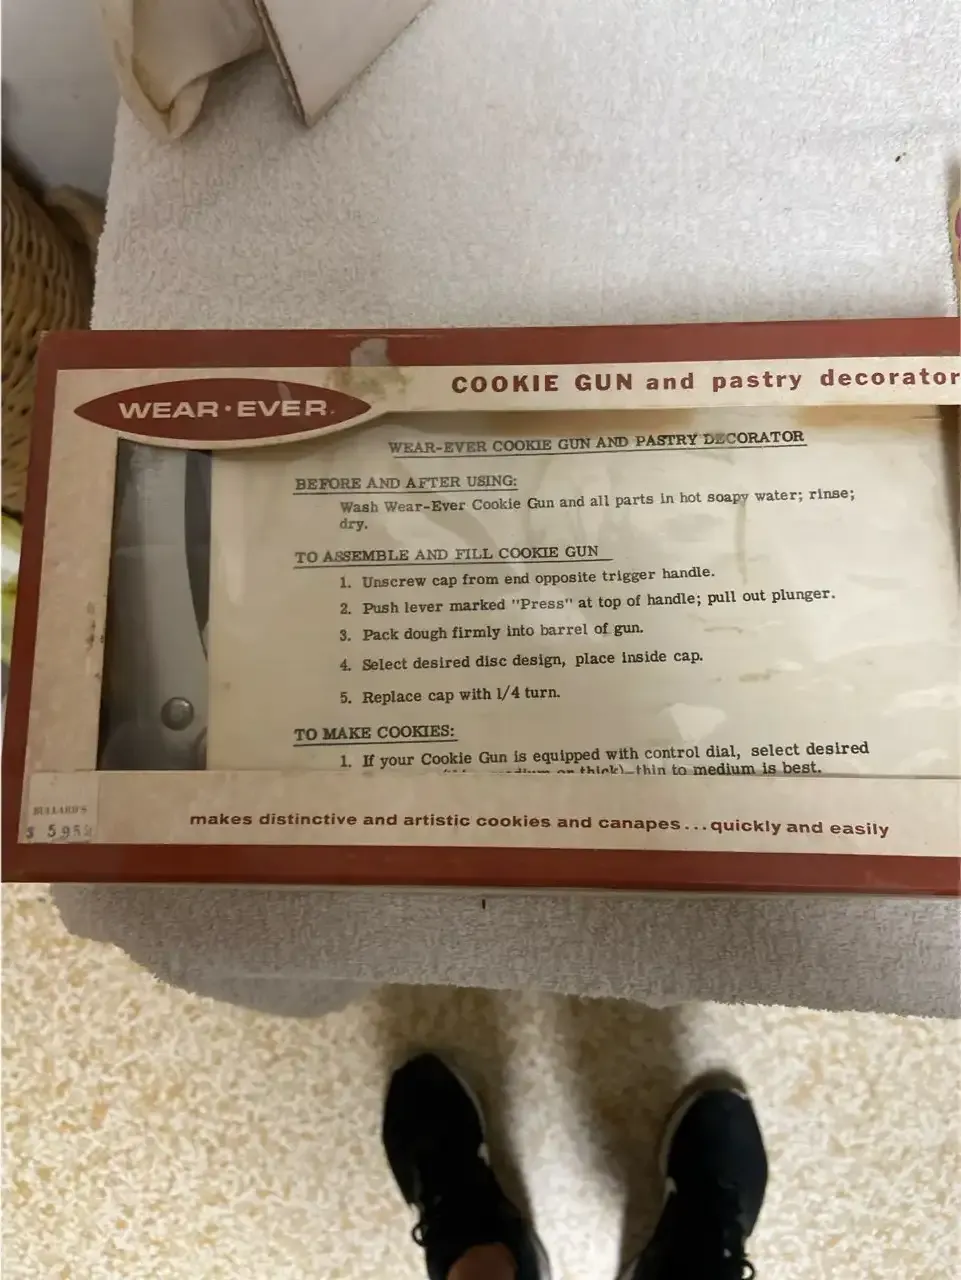 COOKIE GUN and pastry decorator
WEAR·EVER
WEAR-EVER COOKIE GUN AND PASTRY DECORATOR
BEFORE AND AFTER USING:
Wash Wear-Ever Cookie Gun and all parts in hot soapy water; rinse;
dry.
TO ASSEMBLE AND FILL COOKIE GUN
1. Unscrew cap from end opposite trigger handle.
2. Push lever marked "Press" at top of handle; pull out plunger.
3. Pack dough firmly into barrel of gun.
4. Select desired disc design, place inside cap.
5. Replace cap with 1/4 turn.
TO MAKE COOKIES:
1. If your Cookie Gun is equipped with control dial, select desired
or thick)—thin to medium is best.
BULLARD'S
$ 5.95
makes distinctive and artistic cookies and canapes...quickly and easily